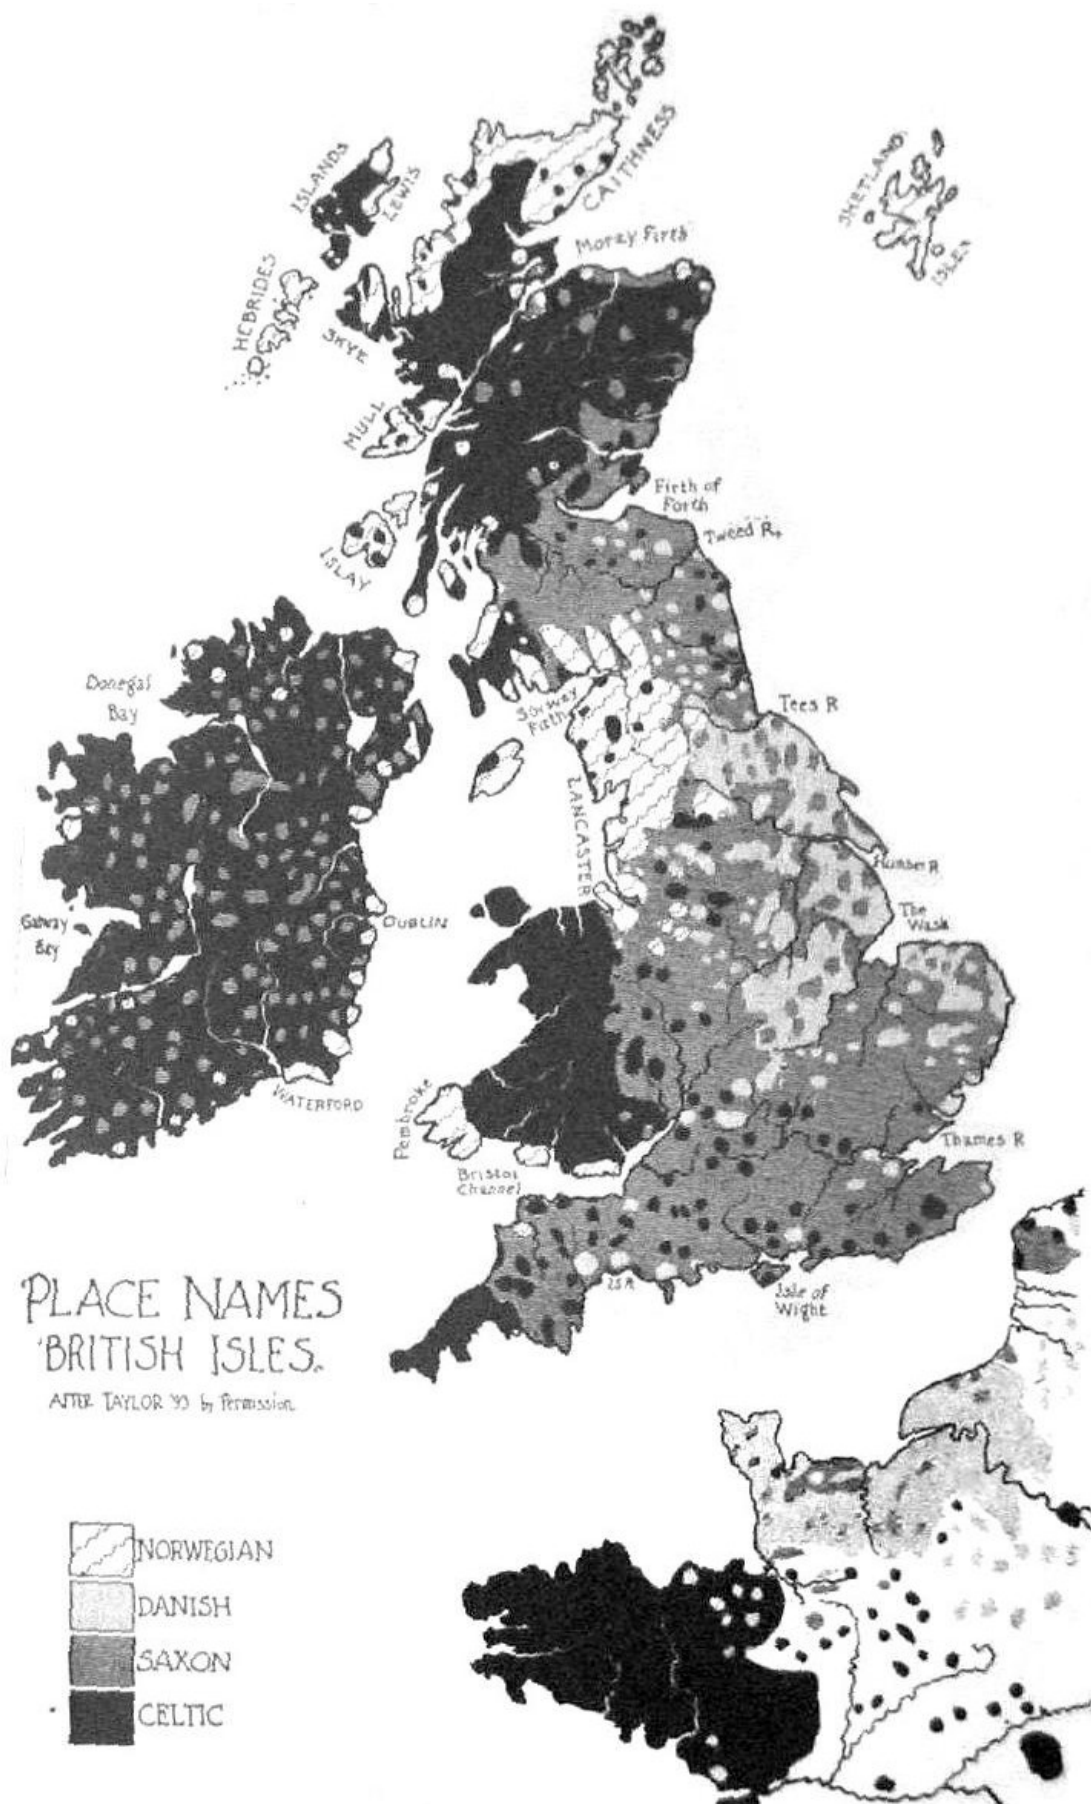 ISLANDS
LEWIS
CAITHNESS
SHETLAND
ISLES
Moray Firth
HEBRIDES
SKYE
MULL
Firth of
Forth
Tweed R.
ISLAY
Donegal
Bay
Solway
Firth
Tees R
LANCASTER
Humber R
The
Wash
DUBLIN
Galway
Bay
WATERFORD
Pembroke
Thames R
Bristol
Channel
Isle of
Wight
PLACE NAMES
BRITISH ISLES.
AFTER TAYLOR '93 by Permission
NORWEGIAN
DANISH
SAXON
CELTIC